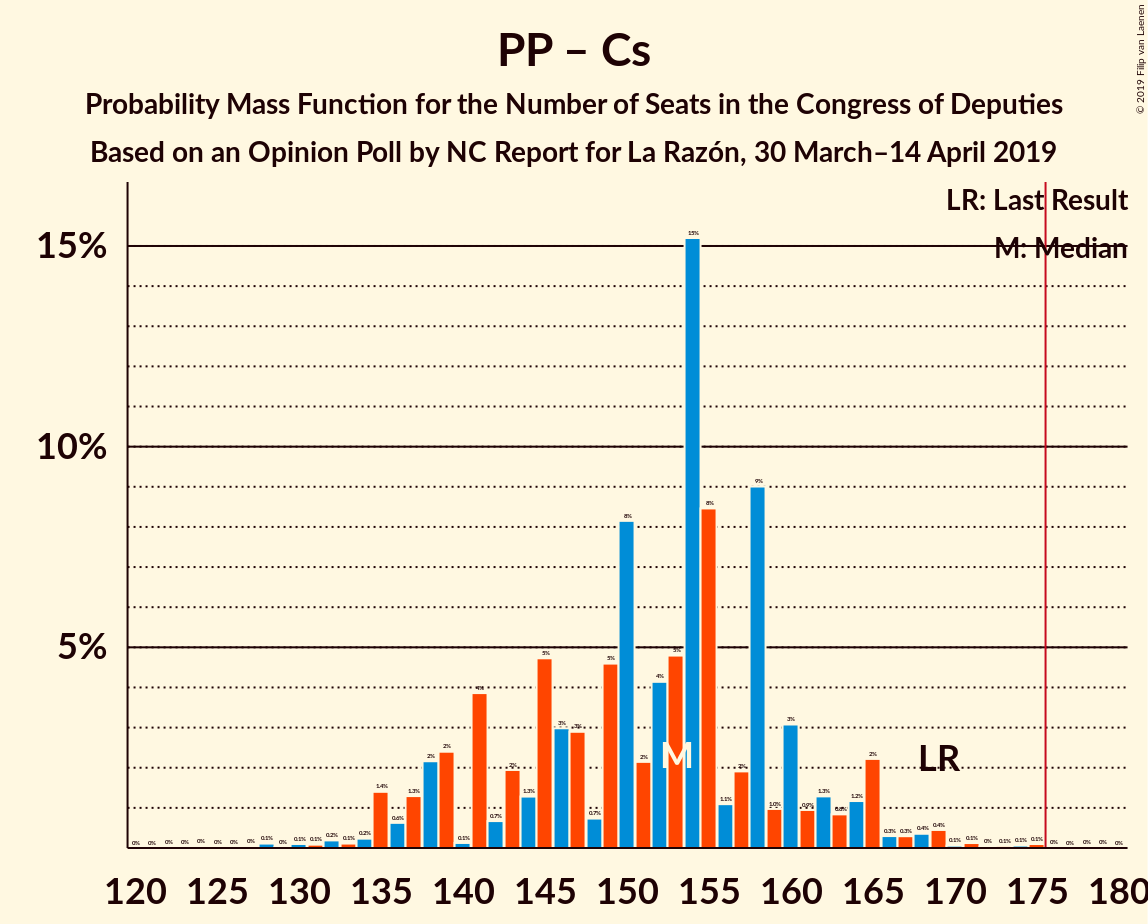 © 2019 Filip van Laenen
PP – Cs
Probability Mass Function for the Number of Seats in the Congress of Deputies
Based on an Opinion Poll by NC Report for La Razón, 30 March–14 April 2019
LR: Last Result
M: Median
15%
10%
5%
0% 0% 0% 0% 0% 0% 0% 0% 0.1% 0% 0.1% 0.1% 0.2% 0.1% 0.2% 1.4% 0.6% 1.3% 2% 2% 0.1% 4% 0.7% 2% 1.3% 5% 3% 3% 0.7% 5% 8% 2% 4% 5% 15% 8% 1.1% 2% 9% 1.0% 3% 0.9% 1.3% 0.8% 1.2% 2% 0.3% 0.3% 0.4% 0.4% 0.1% 0.1% 0% 0.1% 0.1% 0.1% 0% 0% 0% 0% 0%
M
LR
120 125 130 135 140 145 150 155 160 165 170 175 180